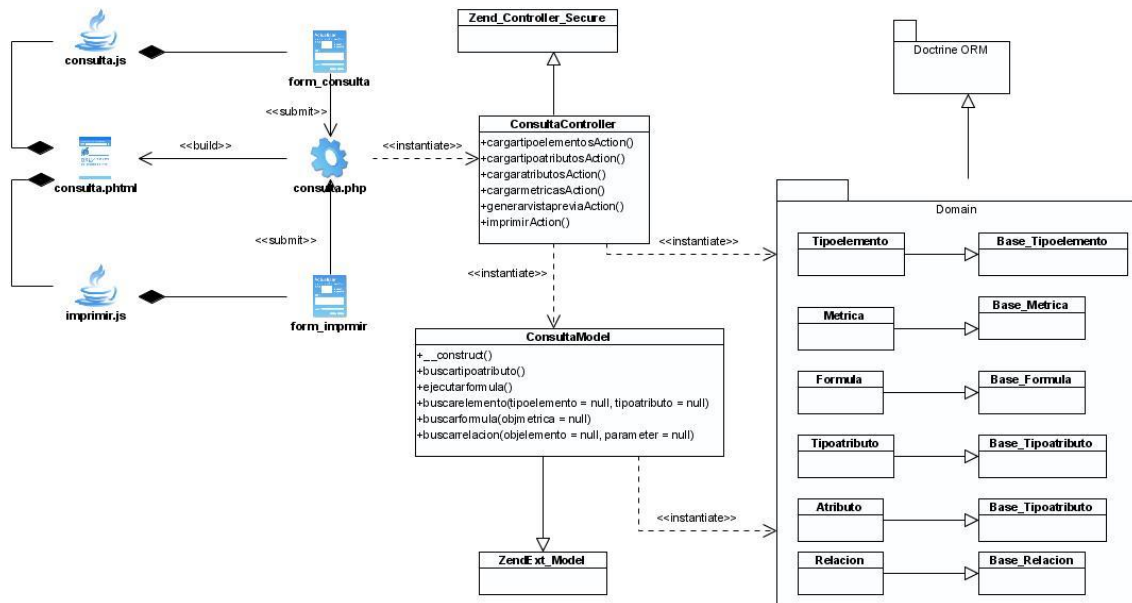 Zend_Controller_Secure
Doctrine ORM
consulta.js
form_consulta
<<submit>>
ConsultaController
+cargartipoelementosAction()
+cargartipoatributosAction()
+cargaratributosAction()
+cargarmetricasAction()
+generarvistapreviaAction()
+imprimirAction()
<<build>>
<<instantiate>>
consulta.phtml
consulta.php
<<submit>>
<<instantiate>>
<<instantiate>>
imprimir.js
form_imprmir
Domain
Tipoelemento
Base_Tipoelemento
Metrica
Base_Metrica
Formula
Base_Formula
Tipoatributo
Base_Tipoatributo
Atributo
Base_Tipoatributo
Relacion
Base_Relacion
ConsultaModel
+__construct()
+buscartipoatributo()
+ejecutarformula()
+buscarelemento(tipoelemento = null, tipoatributo = null)
+buscarformula(objmetrica = null)
+buscarrelacion(objelemento = null, parameter = null)
<<instantiate>>
ZendExt_Model